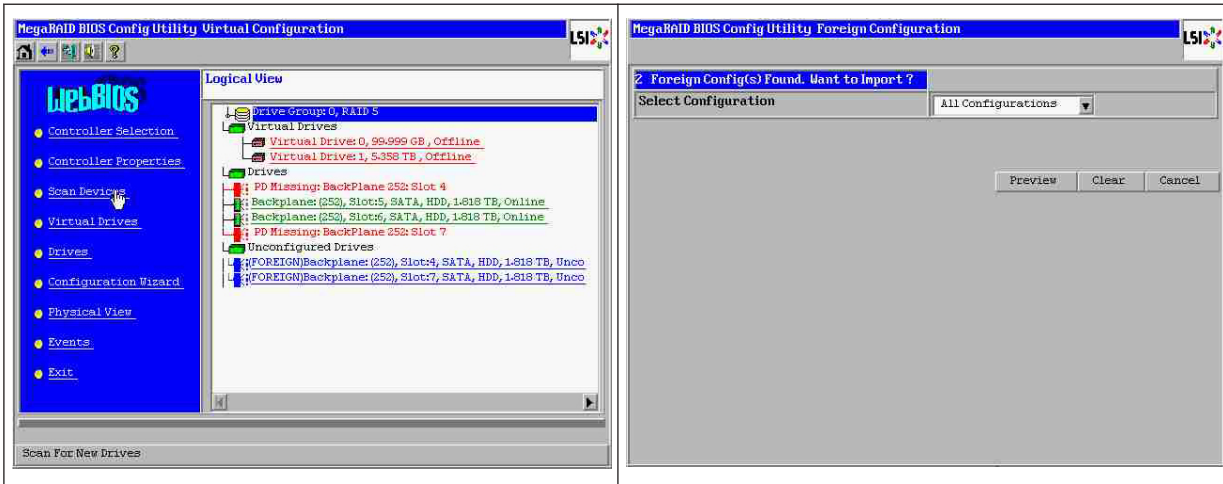 MegaRAID BIOS Config Utility Virtual Configuration
LSI
WebBIOS
Controller Selection
Controller Properties
Scan Devices
Virtual Drives
Drives
Configuration Wizard
Physical View
Events
Exit
Logical View
Drive Group: 0, RAID 5
Virtual Drives
Virtual Drive: 0, 99.999 GB , Offline
Virtual Drive: 1, 5.358 TB , Offline
Drives
PD Missing: BackPlane 252: Slot 4
Backplane: (252), Slot:5, SATA, HDD, 1.818 TB, Online
Backplane: (252), Slot:6, SATA, HDD, 1.818 TB, Online
PD Missing: BackPlane 252: Slot 7
Unconfigured Drives
(FOREIGN)Backplane: (252), Slot:4, SATA, HDD, 1.818 TB, Unco
(FOREIGN)Backplane: (252), Slot:7, SATA, HDD, 1.818 TB, Unco
Scan For New Drives
MegaRAID BIOS Config Utility Foreign Configuration
LSI
2 Foreign Config(s) Found. Want to Import ?
Select Configuration All Configurations
Preview Clear Cancel